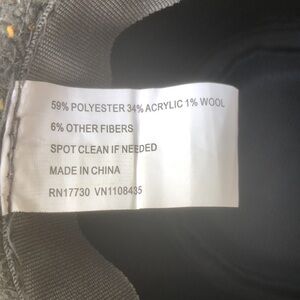 59% POLYESTER 34% ACRYLIC 1% WOOL
6% OTHER FIBERS
SPOT CLEAN IF NEEDED
MADE IN CHINA
RN17730 VN1108435